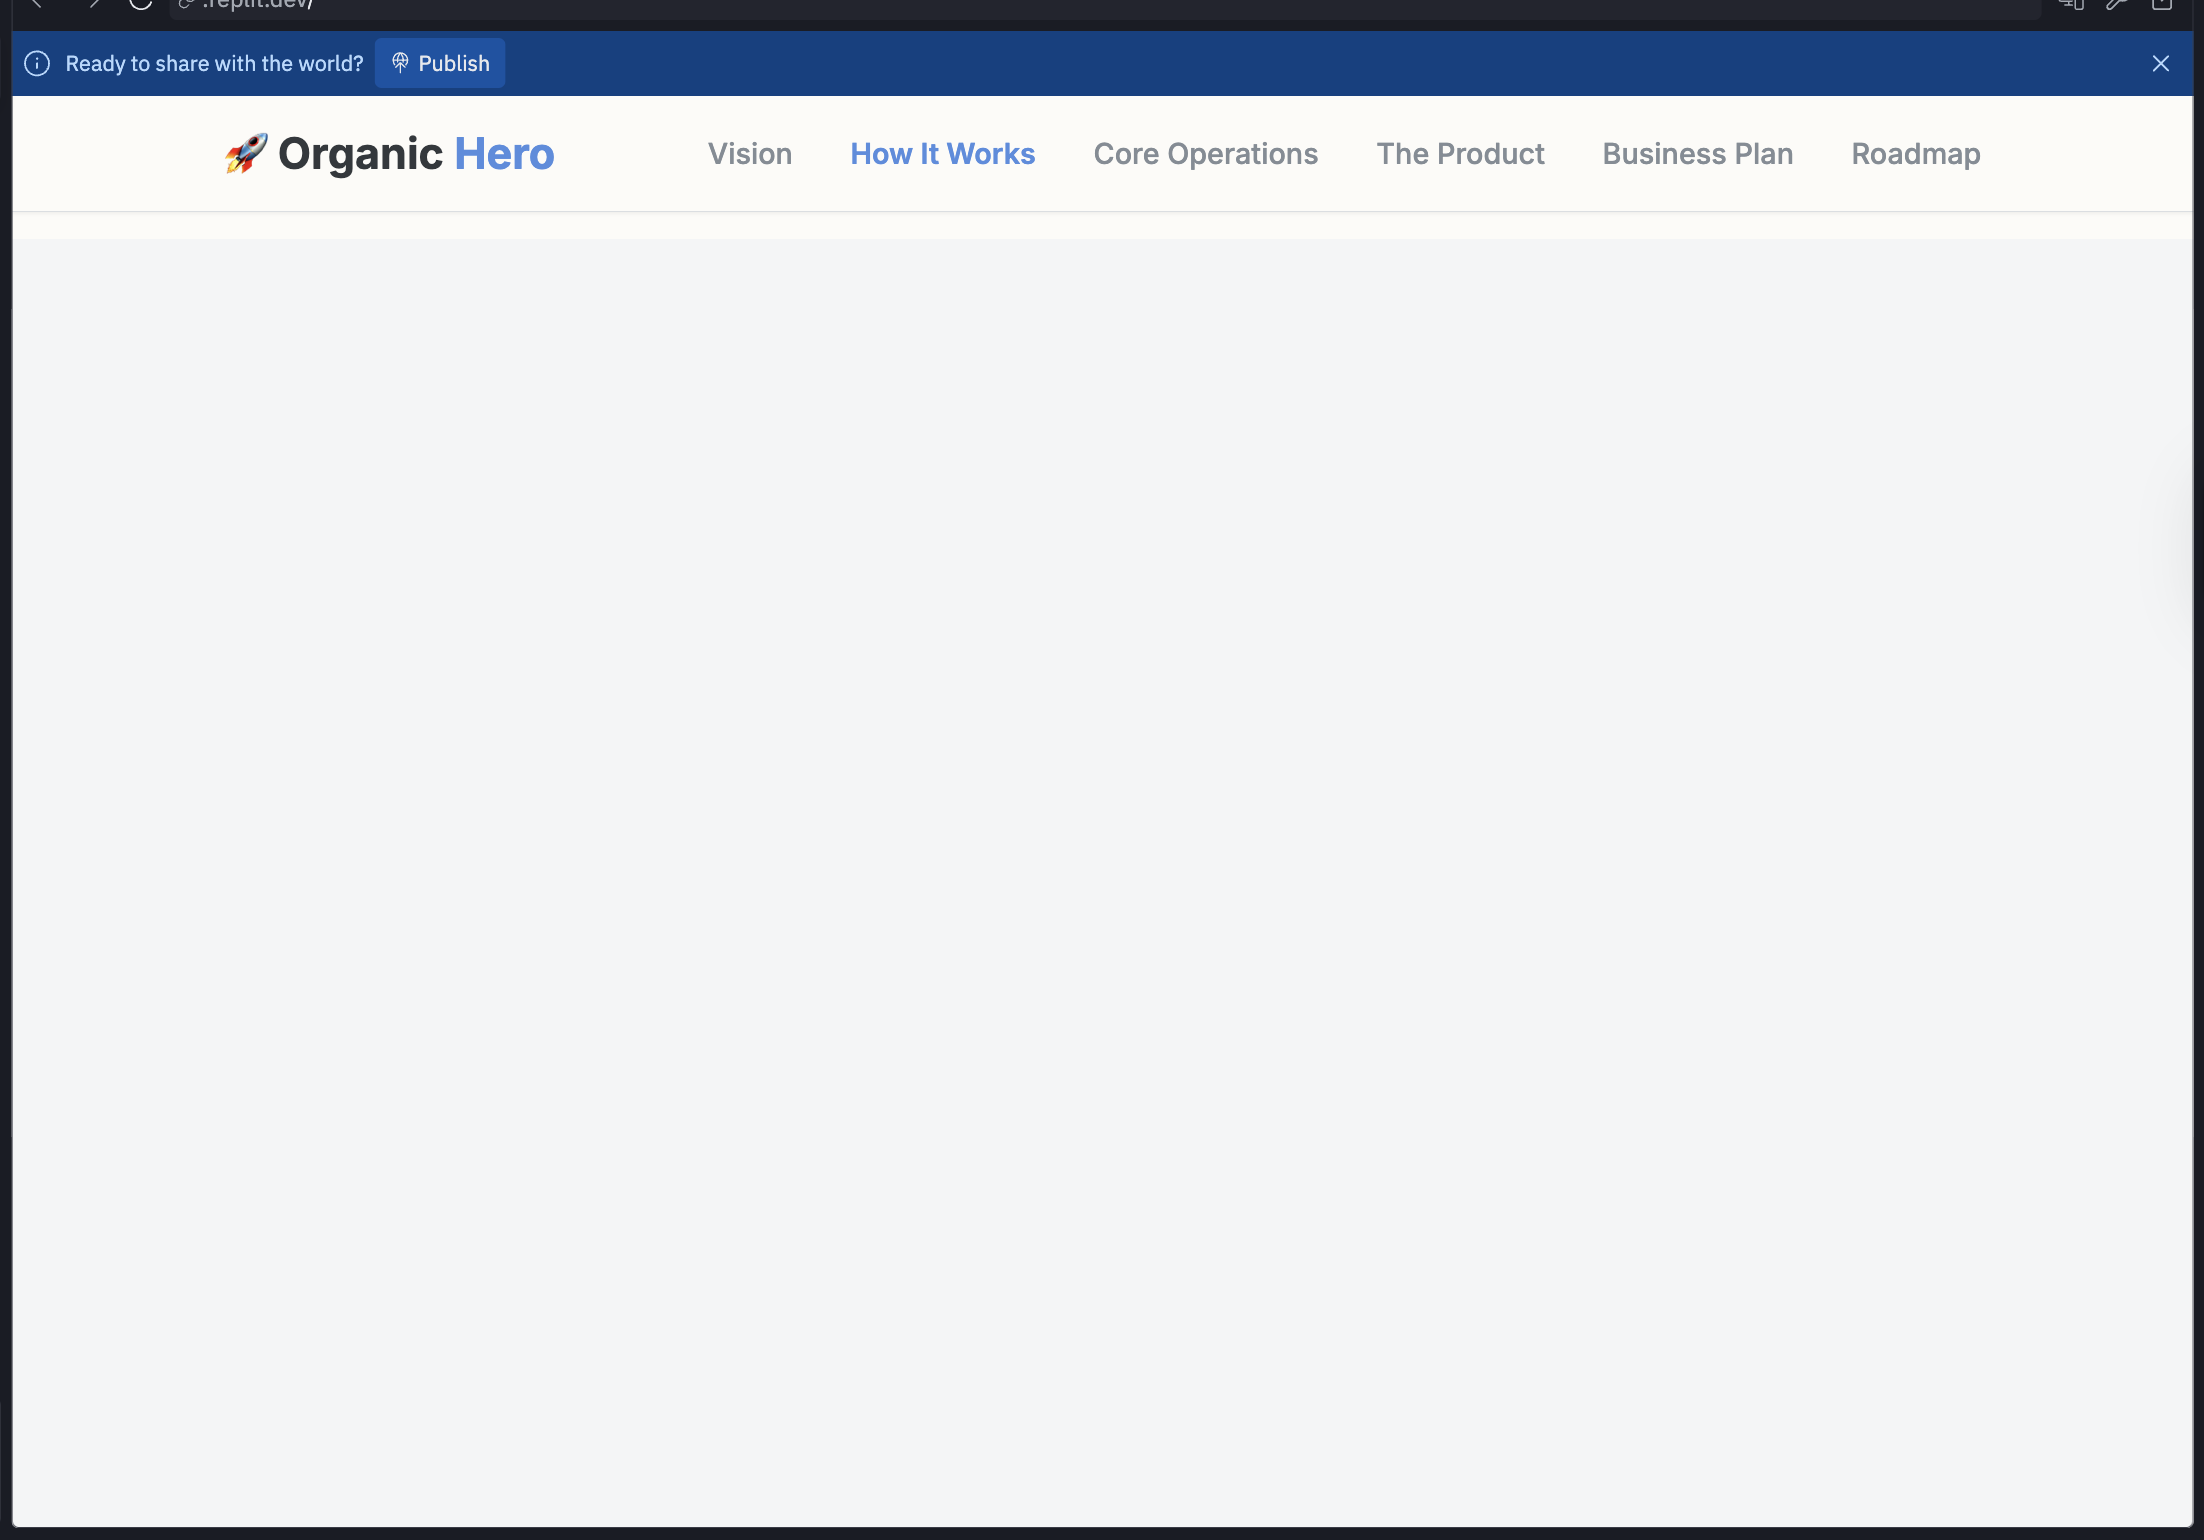 .replit.dev/
Ready to share with the world? Publish
🚀 Organic Hero Vision How It Works Core Operations The Product Business Plan Roadmap